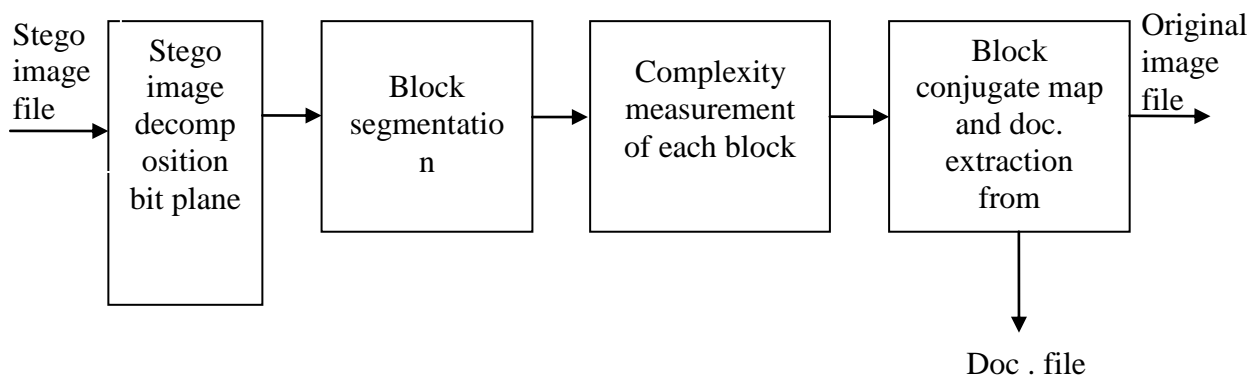 Stego
image
file
Stego
image
decomp
osition
bit plane
Block
segmentatio
n
Complexity
measurement
of each block
Block
conjugate map
and doc.
extraction
from
Original
image
file
Doc . file